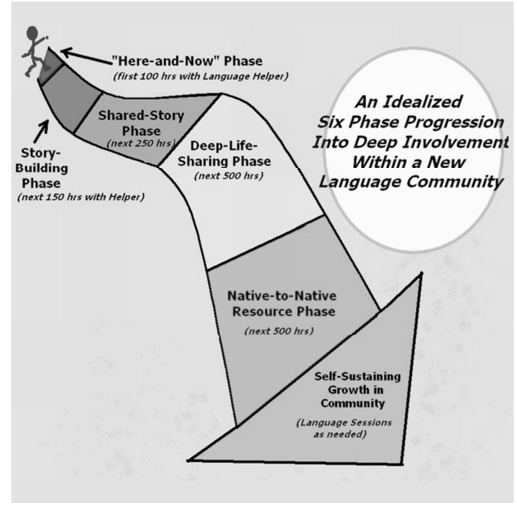 "Here-and-Now" Phase
(first 100 hrs with Language Helper)
An Idealized
Six Phase Progression
Into Deep Involvement
Within a New
Language Community
Shared-Story
Phase
(next 250 hrs)
Story-
Building
Phase
(next 150 hrs with Helper)
Deep-Life-
Sharing Phase
(next 500 hrs)
Native-to-Native
Resource Phase
(next 500 hrs)
Self-Sustaining
Growth in
Community
(Language Sessions
as needed)